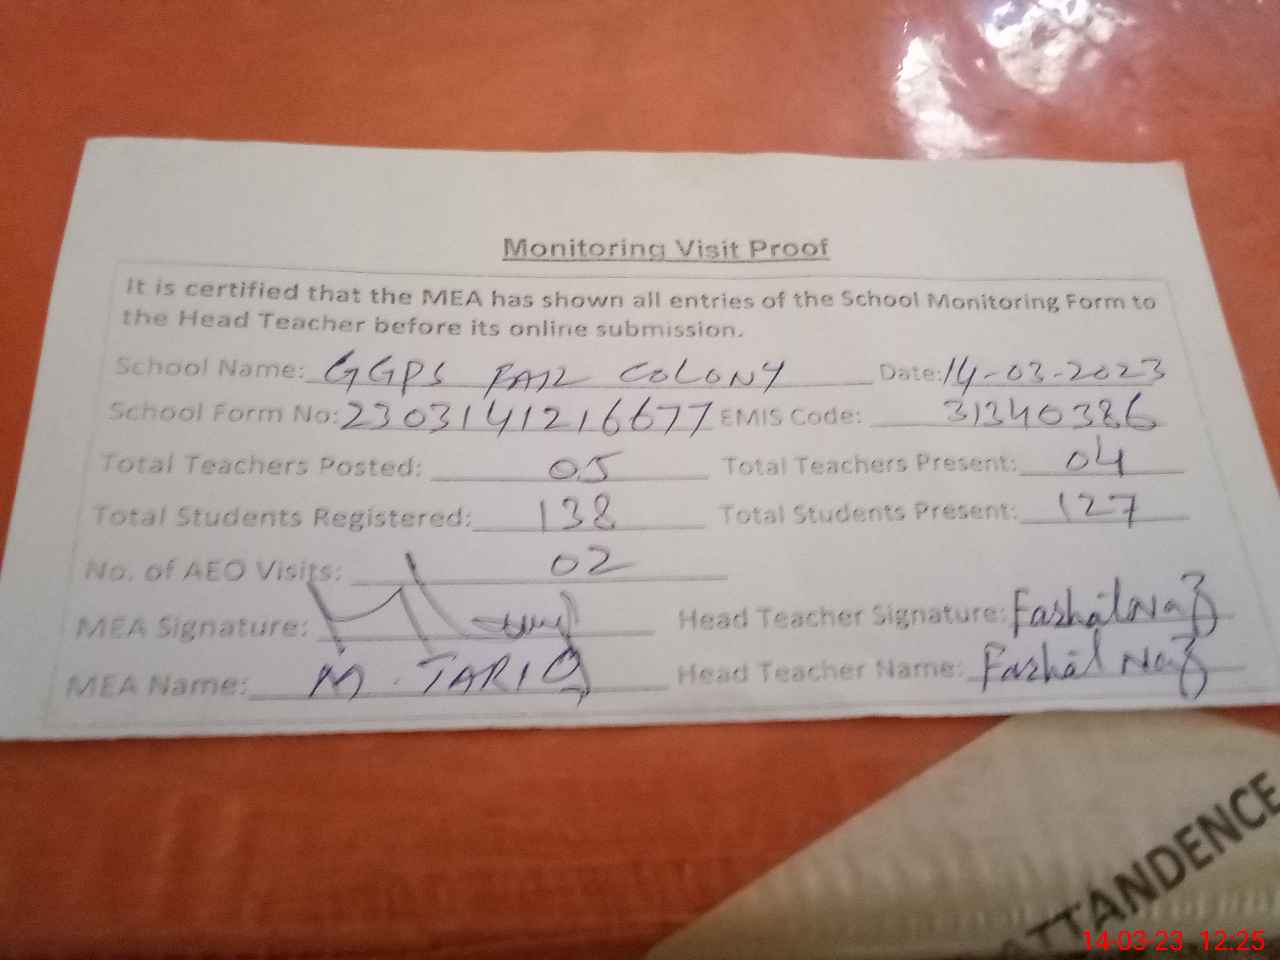 Monitoring Visit Proof
It is certified that the MEA has shown all entries of the School Monitoring Form to
the Head Teacher before its online submission.
School Name: GGPS FAIZ COLONY Date: 14-03-2023
School Form No: 2303141216677 EMIS Code: 31340386
Total Teachers Posted: 05 Total Teachers Present: 04
Total Students Registered: 138 Total Students Present: 127
No. of AEO Visits: 02
MEA Signature: Head Teacher Signature: Farhat Naz
MEA Name: M. TARIQ Head Teacher Name: Farhat Naz
ATTANDENCE
14-03-23 12:25